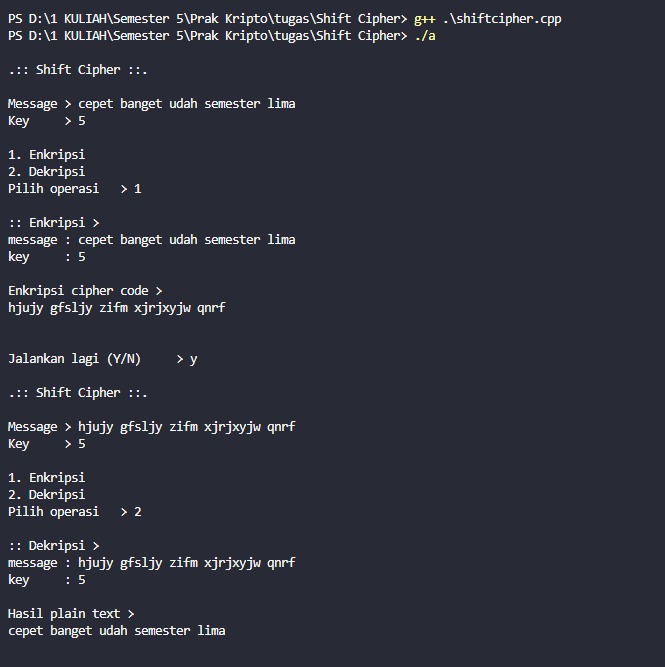 PS D:\1 KULIAH\Semester 5\Prak Kripto\tugas\Shift Cipher> g++ .\shiftcipher.cpp
PS D:\1 KULIAH\Semester 5\Prak Kripto\tugas\Shift Cipher> ./a
.:: Shift Cipher ::.
Message > cepet banget udah semester lima
Key     > 5
1. Enkripsi
2. Dekripsi
Pilih operasi   > 1
:: Enkripsi >
message : cepet banget udah semester lima
key     : 5
Enkripsi cipher code >
hjujy gfsljy zifm xjrjxyjw qnrf
Jalankan lagi (Y/N)     > y
.:: Shift Cipher ::.
Message > hjujy gfsljy zifm xjrjxyjw qnrf
Key     > 5
1. Enkripsi
2. Dekripsi
Pilih operasi   > 2
:: Dekripsi >
message : hjujy gfsljy zifm xjrjxyjw qnrf
key     : 5
Hasil plain text >
cepet banget udah semester lima